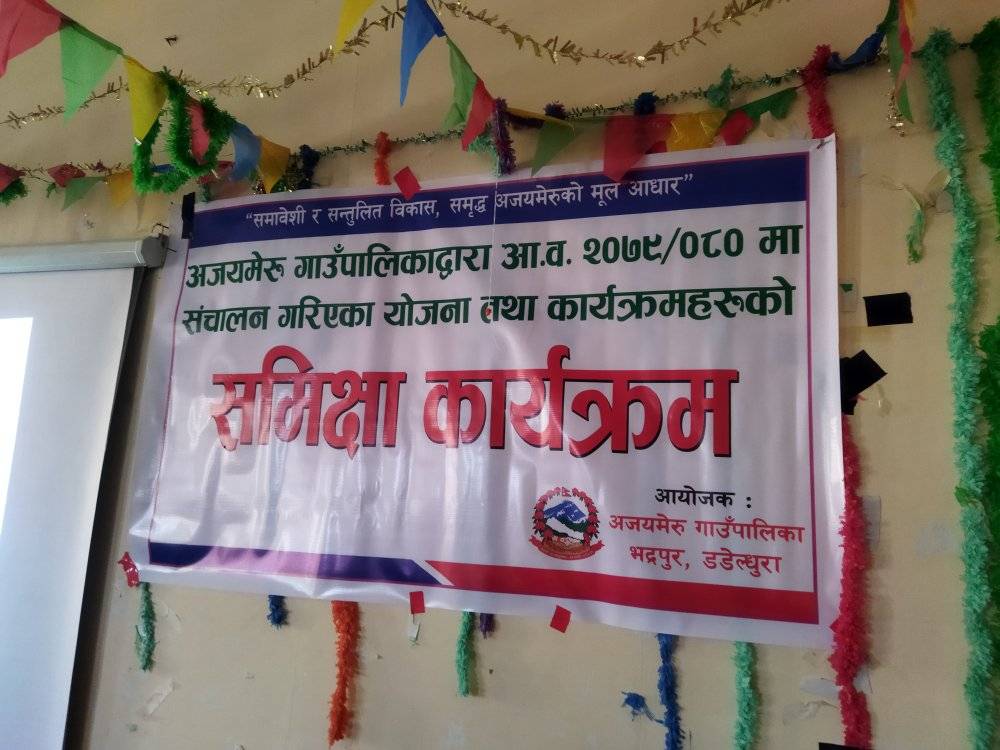 “समावेशी र सन्तुलित विकास, समृद्ध अजयमेरुको मूल आधार”
अजयमेरू गाउँपालिकाद्वारा आ.व. २०७९/०८० मा
संचालन गरिएका योजना तथा कार्यक्रमहरुको
समिक्षा कार्यक्रम
आयोजक :
अजयमेरु गाउँपालिका
भद्रपुर, डडेल्धुरा